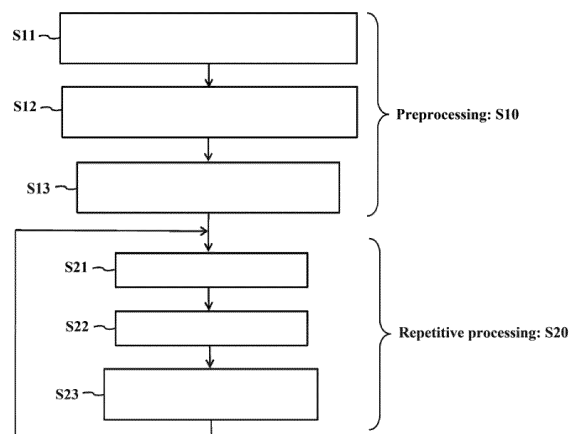 S11
S12
Preprocessing: S10
S13
S21
S22
Repetitive processing: S20
S23